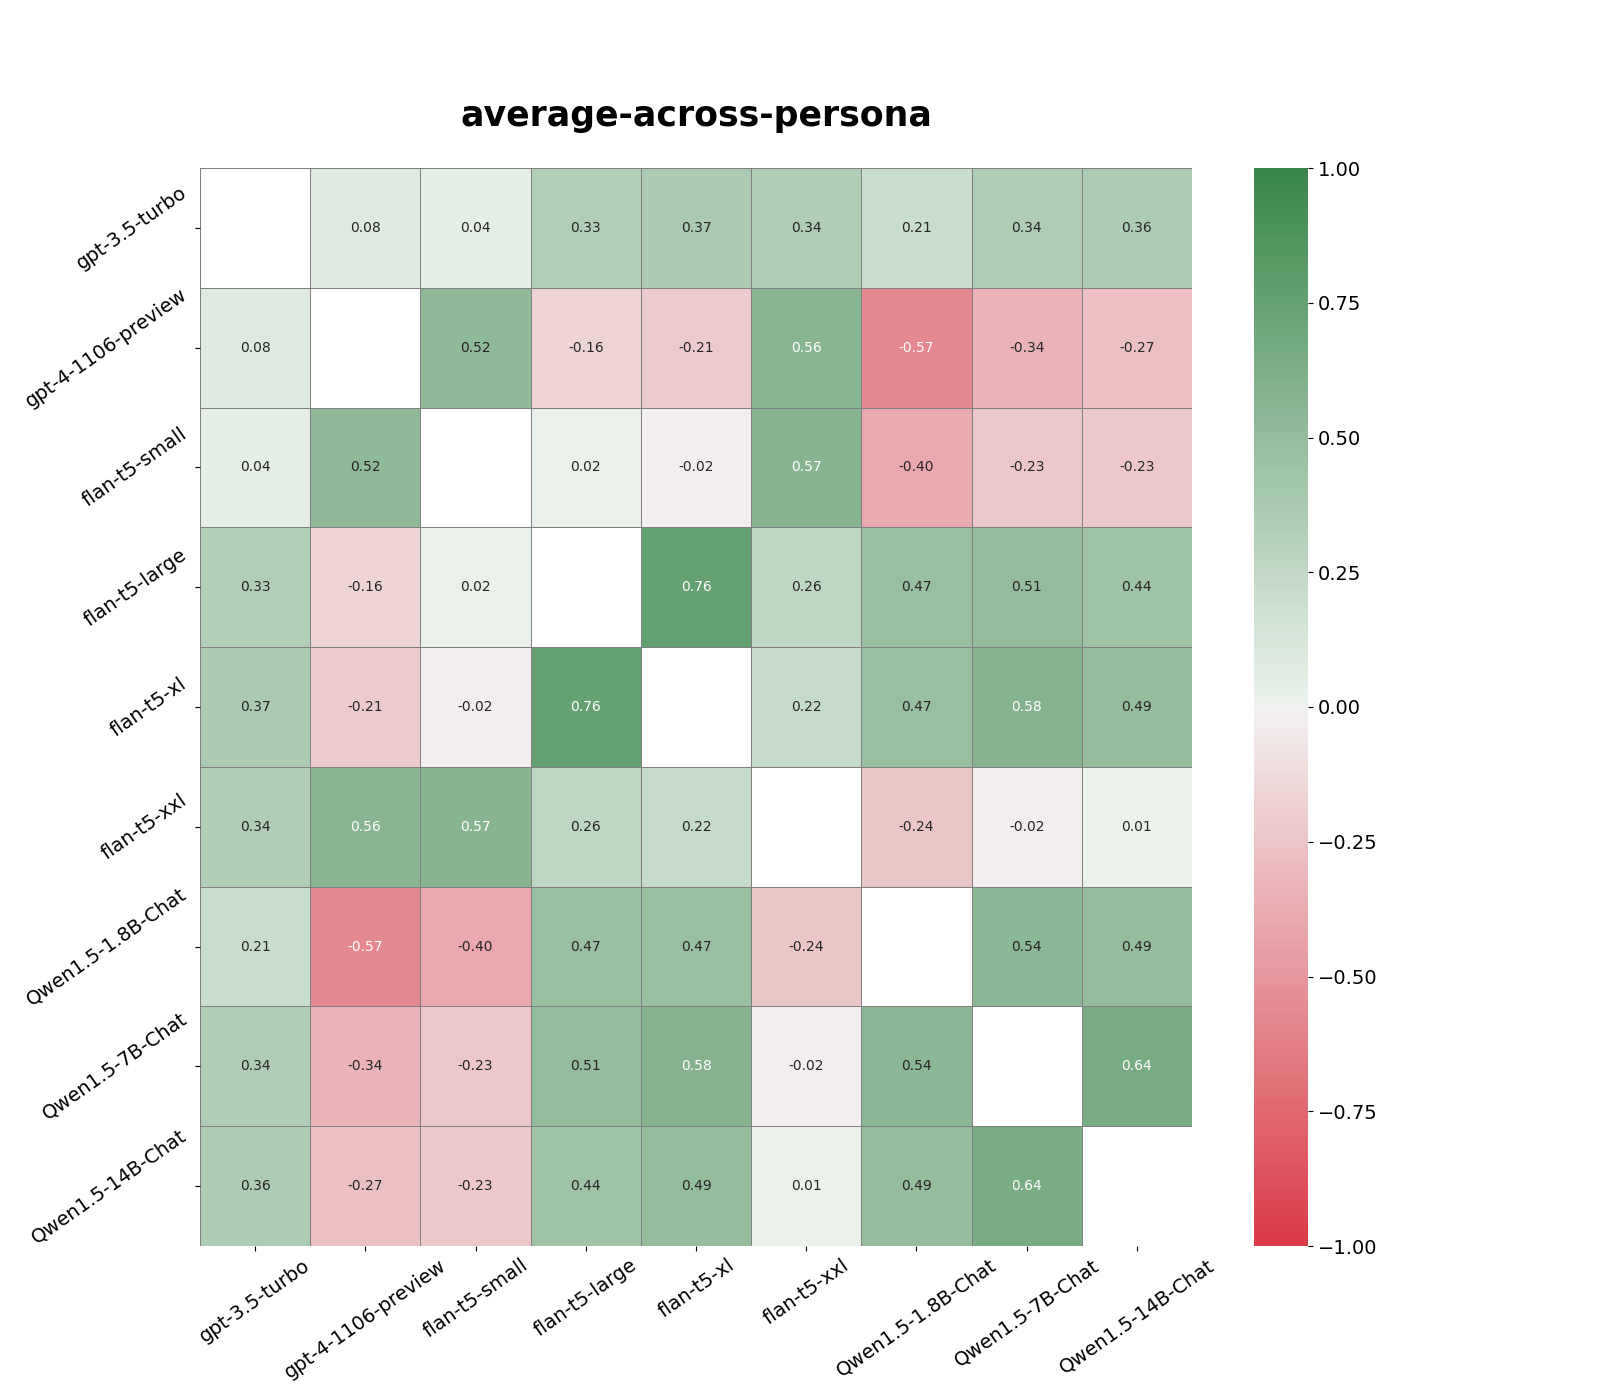 average-across-persona
gpt-3.5-turbo 0.08 0.04 0.33 0.37 0.34 0.21 0.34 0.36
gpt-4-1106-preview 0.08 0.52 -0.16 -0.21 0.56 -0.57 -0.34 -0.27
flan-t5-small 0.04 0.52 0.02 -0.02 0.57 -0.40 -0.23 -0.23
flan-t5-large 0.33 -0.16 0.02 0.76 0.26 0.47 0.51 0.44
flan-t5-xl 0.37 -0.21 -0.02 0.76 0.22 0.47 0.58 0.49
flan-t5-xxl 0.34 0.56 0.57 0.26 0.22 -0.24 -0.02 0.01
Qwen1.5-1.8B-Chat 0.21 -0.57 -0.40 0.47 0.47 -0.24 0.54 0.49
Qwen1.5-7B-Chat 0.34 -0.34 -0.23 0.51 0.58 -0.02 0.54 0.64
Qwen1.5-14B-Chat 0.36 -0.27 -0.23 0.44 0.49 0.01 0.49 0.64
gpt-3.5-turbo gpt-4-1106-preview flan-t5-small flan-t5-large flan-t5-xl flan-t5-xxl Qwen1.5-1.8B-Chat Qwen1.5-7B-Chat Qwen1.5-14B-Chat
1.00
0.75
0.50
0.25
0.00
−0.25
−0.50
−0.75
−1.00